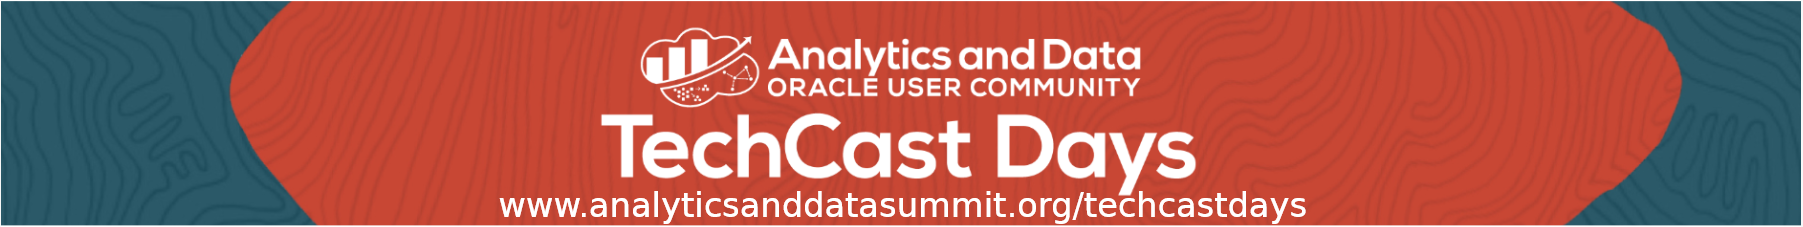 Analytics and Data
ORACLE USER COMMUNITY
TechCast Days
www.analyticsanddatasummit.org/techcastdays